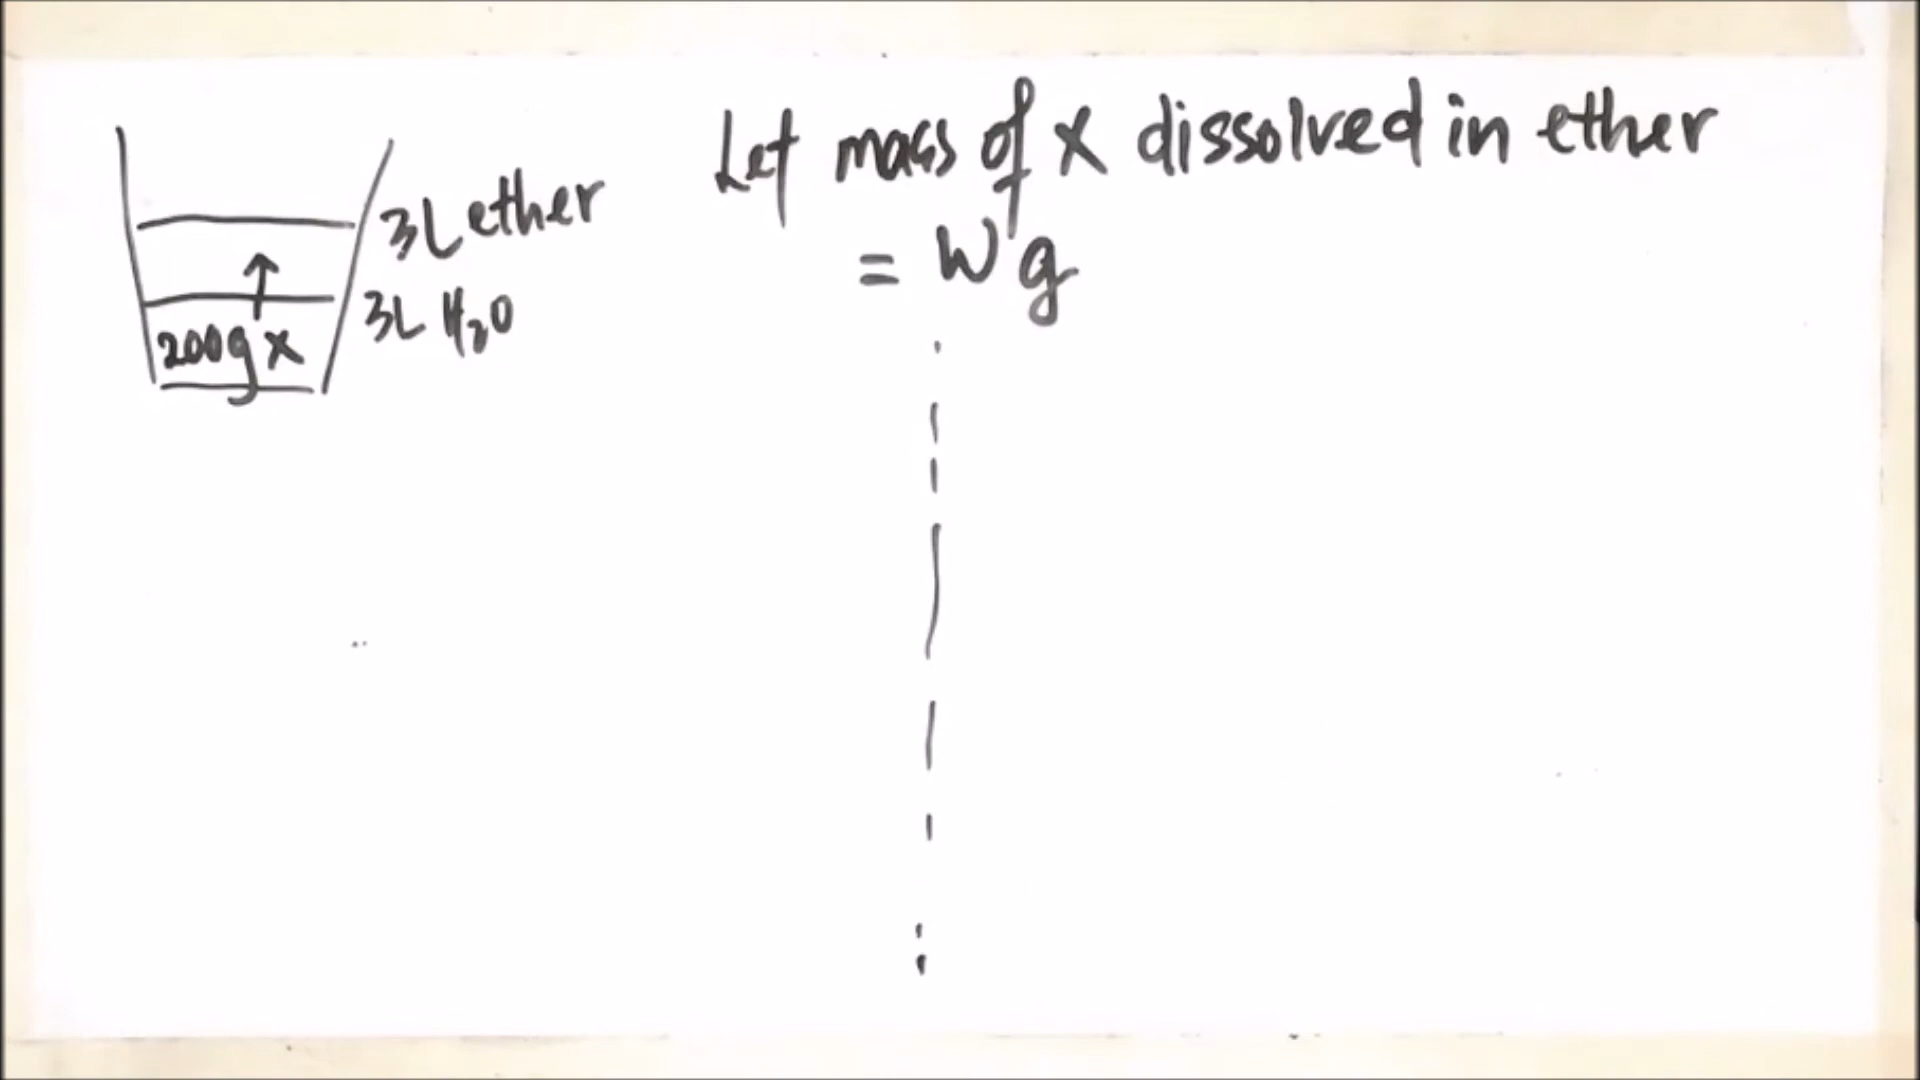 Let mass of X dissolved in ether
= W g
3L ether
3L H₂O
200g X